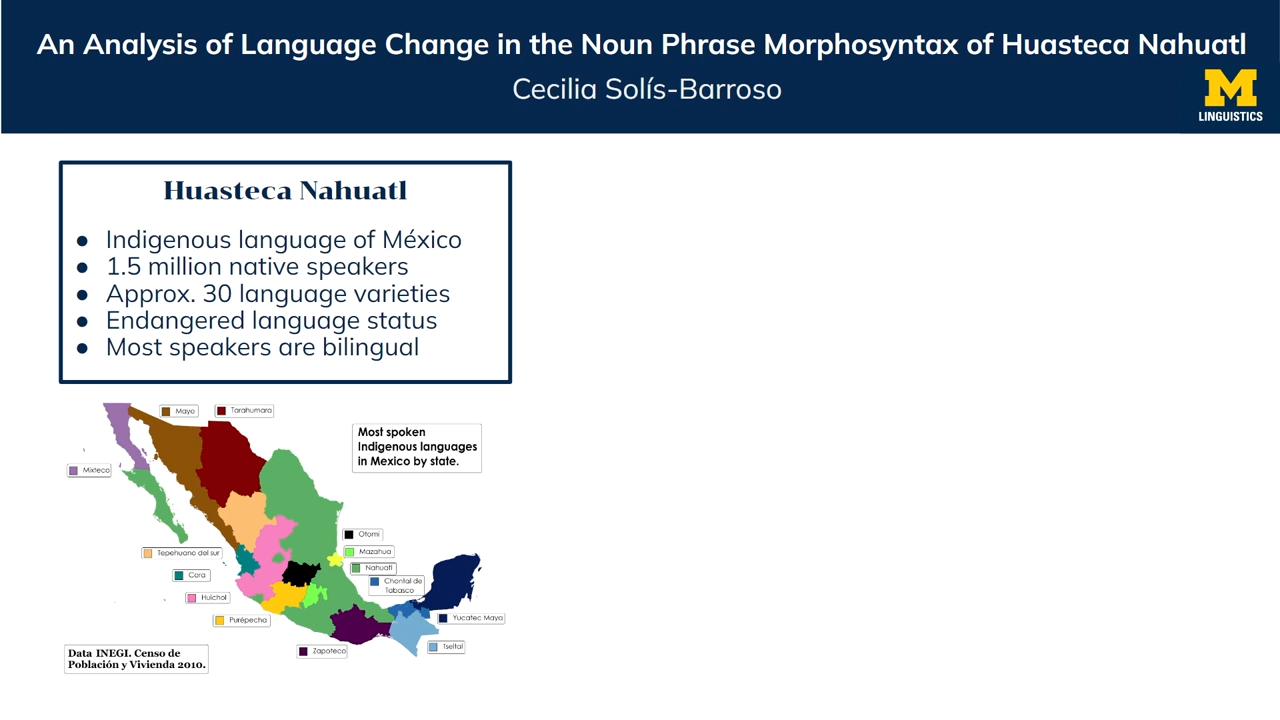 An Analysis of Language Change in the Noun Phrase Morphosyntax of Huasteca Nahuatl
Cecilia Solís-Barroso
M
LINGUISTICS
Huasteca Nahuatl
● Indigenous language of México
● 1.5 million native speakers
● Approx. 30 language varieties
● Endangered language status
● Most speakers are bilingual
Mayo
Tarahumara
Most spoken
Indigenous languages
in Mexico by state.
Mixteco
Otomí
Tepehuano del sur
Mazahua
Nahuatl
Cora
Chontal de
Tabasco
Huichol
Purépecha
Yucatec Maya
Zapoteco
Tseltal
Data INEGI. Censo de
Población y Vivienda 2010.